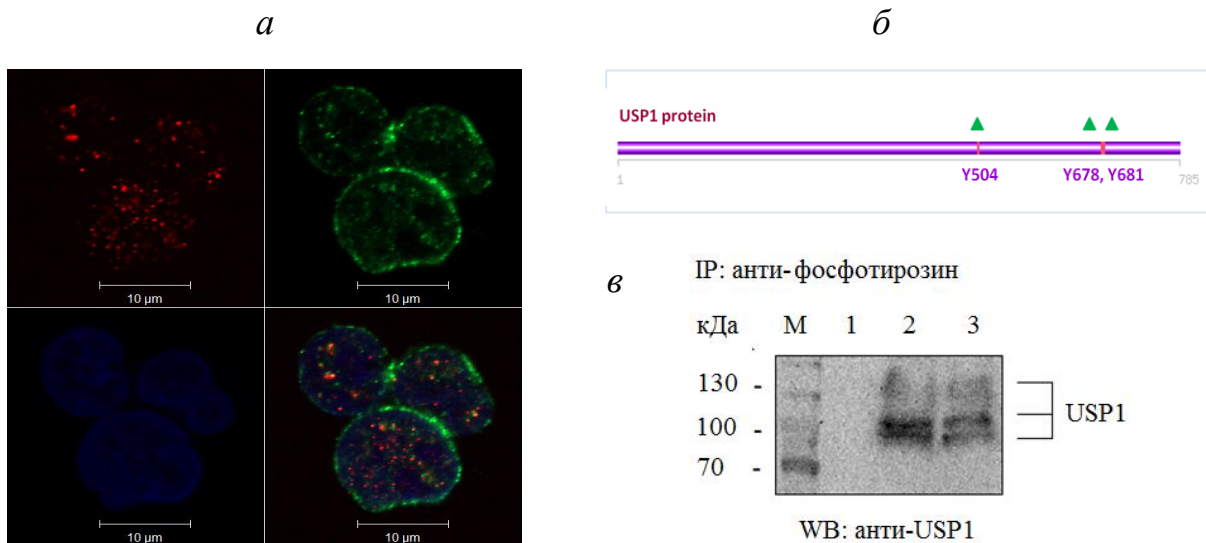 а
б
10 µm
10 µm
10 µm
10 µm
USP1 protein
1
Y504
Y678, Y681
785
в
IP: анти-фосфотирозин
кДа М 1 2 3
130 -
100 -
70 -
USP1
WB: анти-USP1